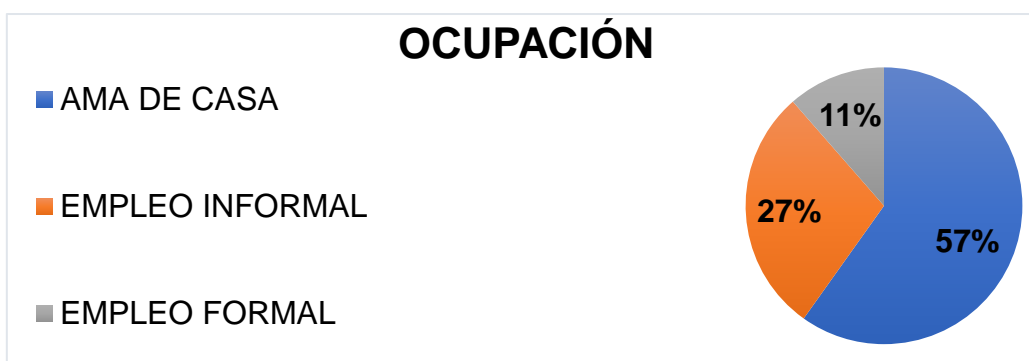 OCUPACIÓN
AMA DE CASA
EMPLEO INFORMAL
EMPLEO FORMAL
11%
27%
57%